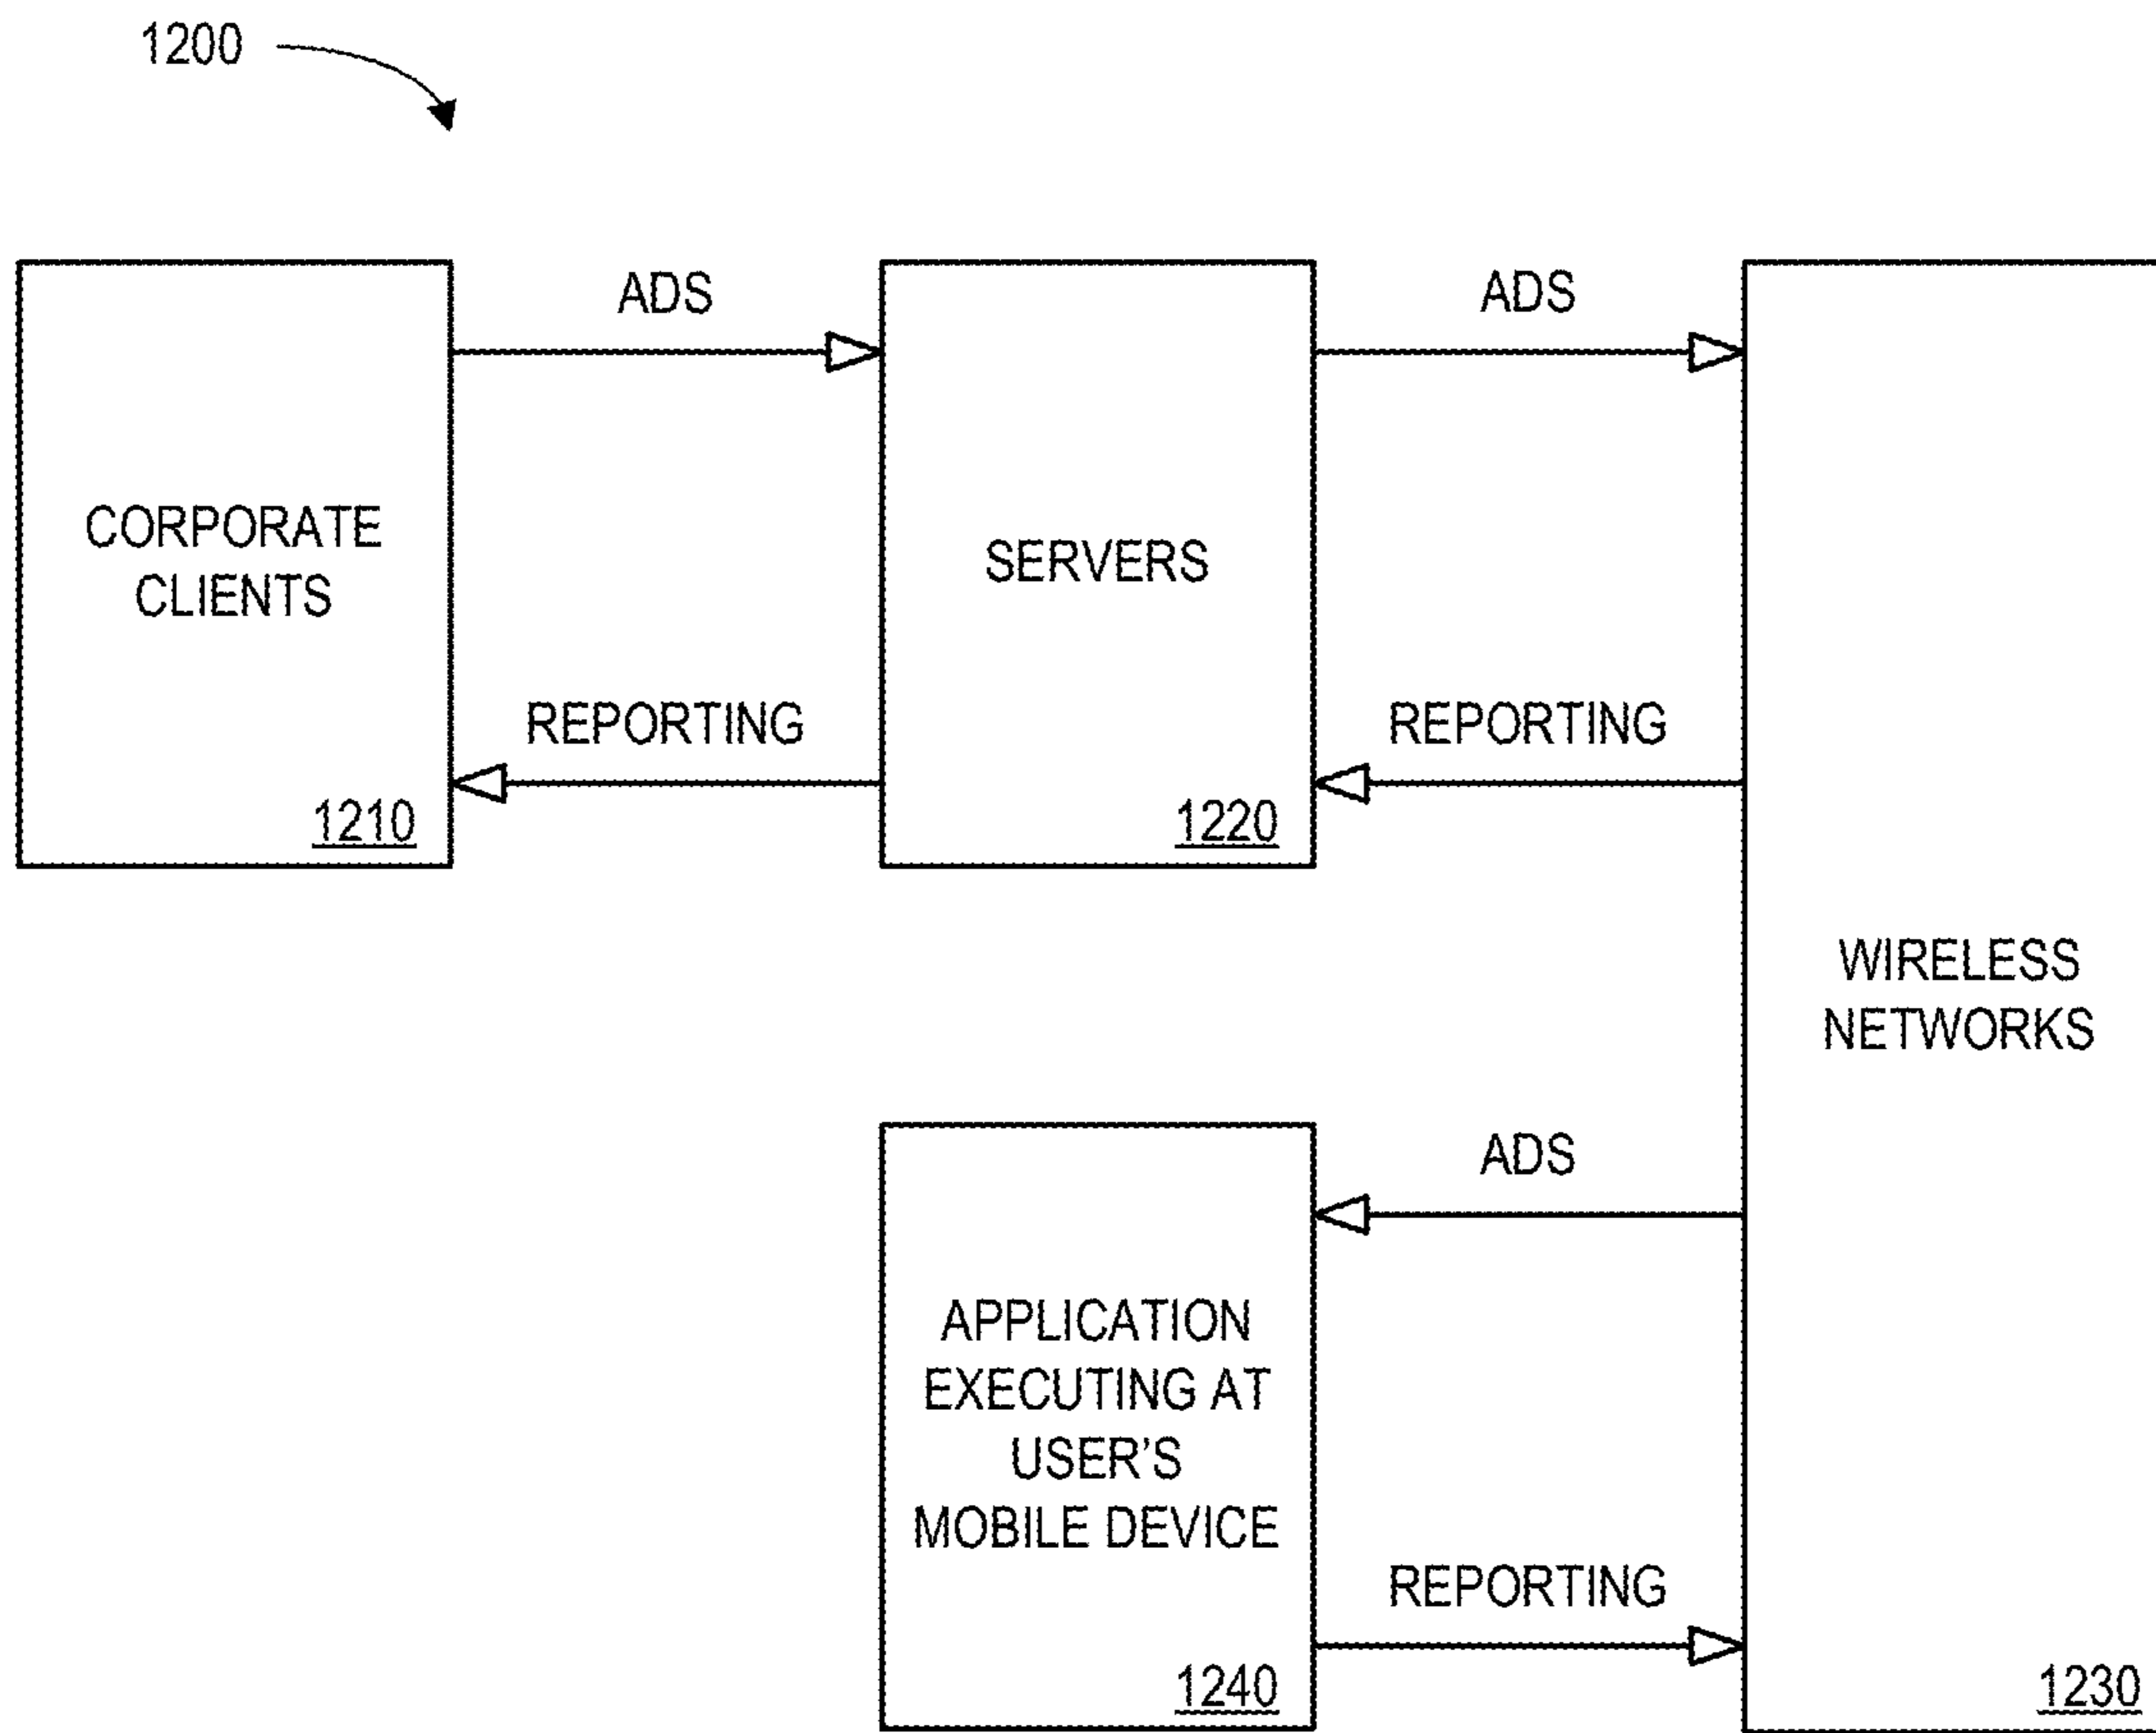 1200
ADS
ADS
CORPORATE
CLIENTS
SERVERS
REPORTING
REPORTING
1210
1220
WIRELESS
NETWORKS
ADS
APPLICATION
EXECUTING AT
USER'S
MOBILE DEVICE
REPORTING
1240
1230